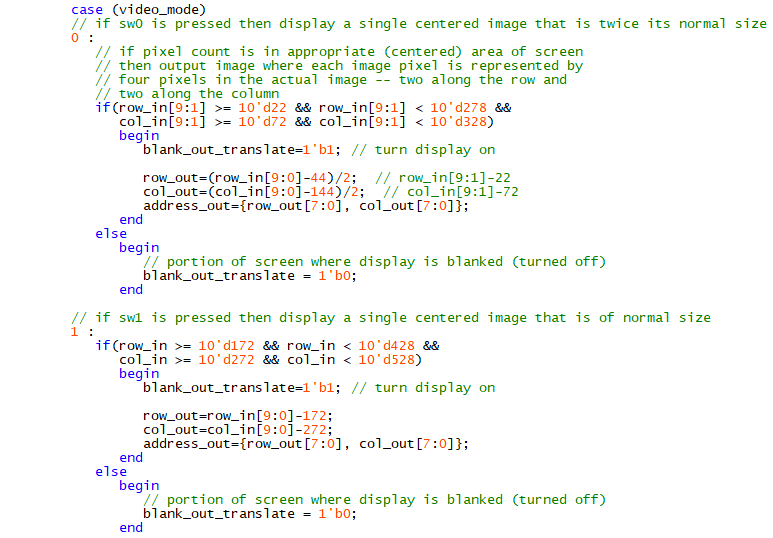 case (video_mode)
// if sw0 is pressed then display a single centered image that is twice its normal size
0 :
// if pixel count is in appropriate (centered) area of screen
// then output image where each image pixel is represented by
// four pixels in the actual image -- two along the row and
// two along the column
if(row_in[9:1] >= 10'd22 && row_in[9:1] < 10'd278 &&
col_in[9:1] >= 10'd72 && col_in[9:1] < 10'd328)
begin
blank_out_translate=1'b1; // turn display on
row_out=(row_in[9:0]-44)/2; // row_in[9:1]-22
col_out=(col_in[9:0]-144)/2; // col_in[9:1]-72
address_out={row_out[7:0], col_out[7:0]};
end
else
begin
// portion of screen where display is blanked (turned off)
blank_out_translate = 1'b0;
end
// if sw1 is pressed then display a single centered image that is of normal size
1 :
if(row_in >= 10'd172 && row_in < 10'd428 &&
col_in >= 10'd272 && col_in < 10'd528)
begin
blank_out_translate=1'b1; // turn display on
row_out=row_in[9:0]-172;
col_out=col_in[9:0]-272;
address_out={row_out[7:0], col_out[7:0]};
end
else
begin
// portion of screen where display is blanked (turned off)
blank_out_translate = 1'b0;
end